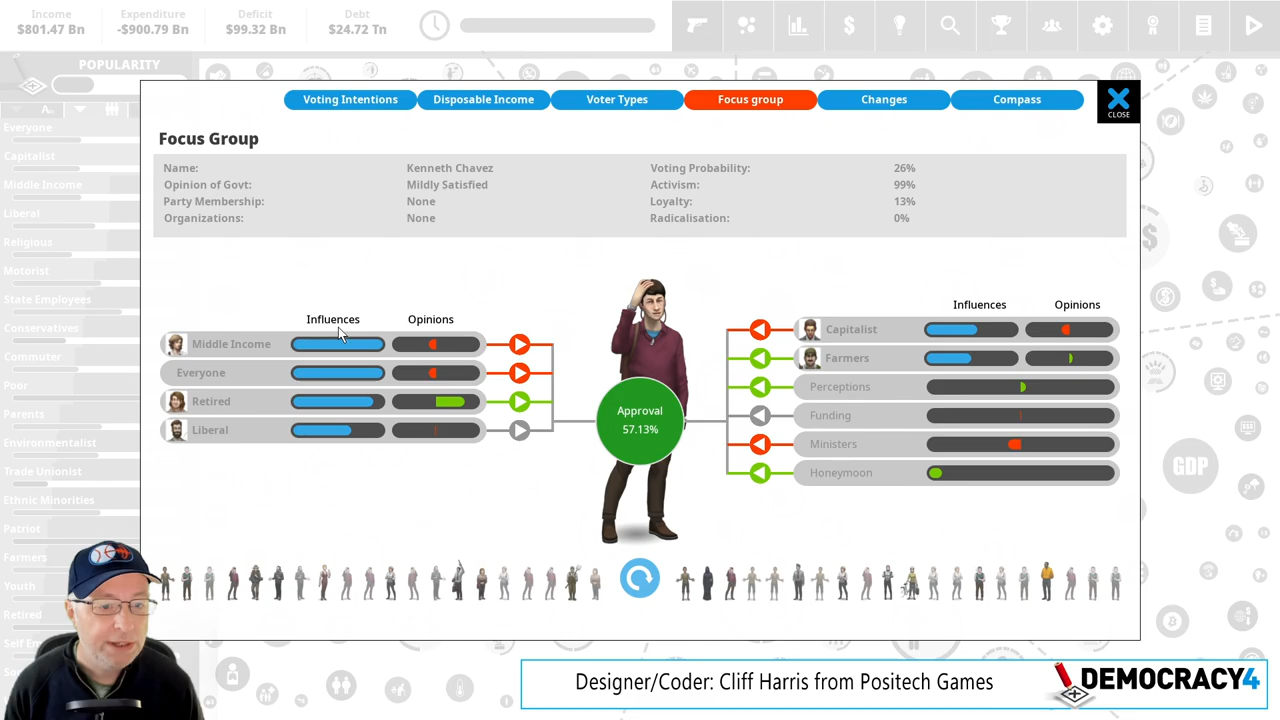 Income
$801.47 Bn
Expenditure
-$900.79 Bn
Deficit
$99.32 Bn
Debt
$24.72 Tn
POPULARITY
Everyone
Capitalist
Middle Income
Liberal
Religious
Motorist
State Employees
Conservatives
Commuter
Poor
Parents
Environmentalist
Trade Unionist
Ethnic Minorities
Patriot
Farmers
Youth
Retired
Self Em
Voting Intentions
Disposable Income
Voter Types
Focus group
Changes
Compass
CLOSE
Focus Group
Name: Kenneth Chavez Voting Probability: 26%
Opinion of Govt: Mildly Satisfied Activism: 99%
Party Membership: None Loyalty: 13%
Organizations: None Radicalisation: 0%
Influences Opinions
Middle Income
Everyone
Retired
Liberal
Approval
57.13%
Influences Opinions
Capitalist
Farmers
Perceptions
Funding
Ministers
Honeymoon
GDP
Designer/Coder: Cliff Harris from Positech Games
DEMOCRACY4